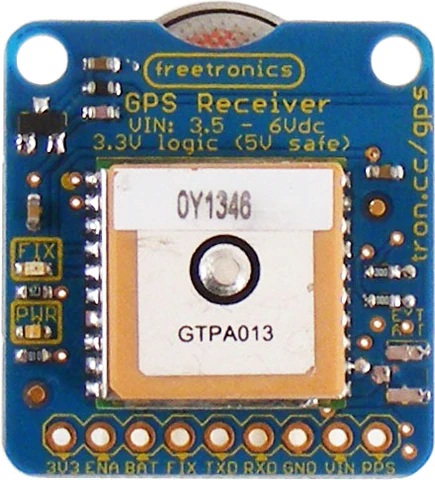 freetronics
GPS Receiver
VIN: 3.5 - 6Vdc
3.3V logic (5V safe)
tron.cc/gps
0Y1346
FIX
GTPA013
PWR
EXT
ANT
3V3 ENA BAT FIX TXD RXD GND VIN PPS